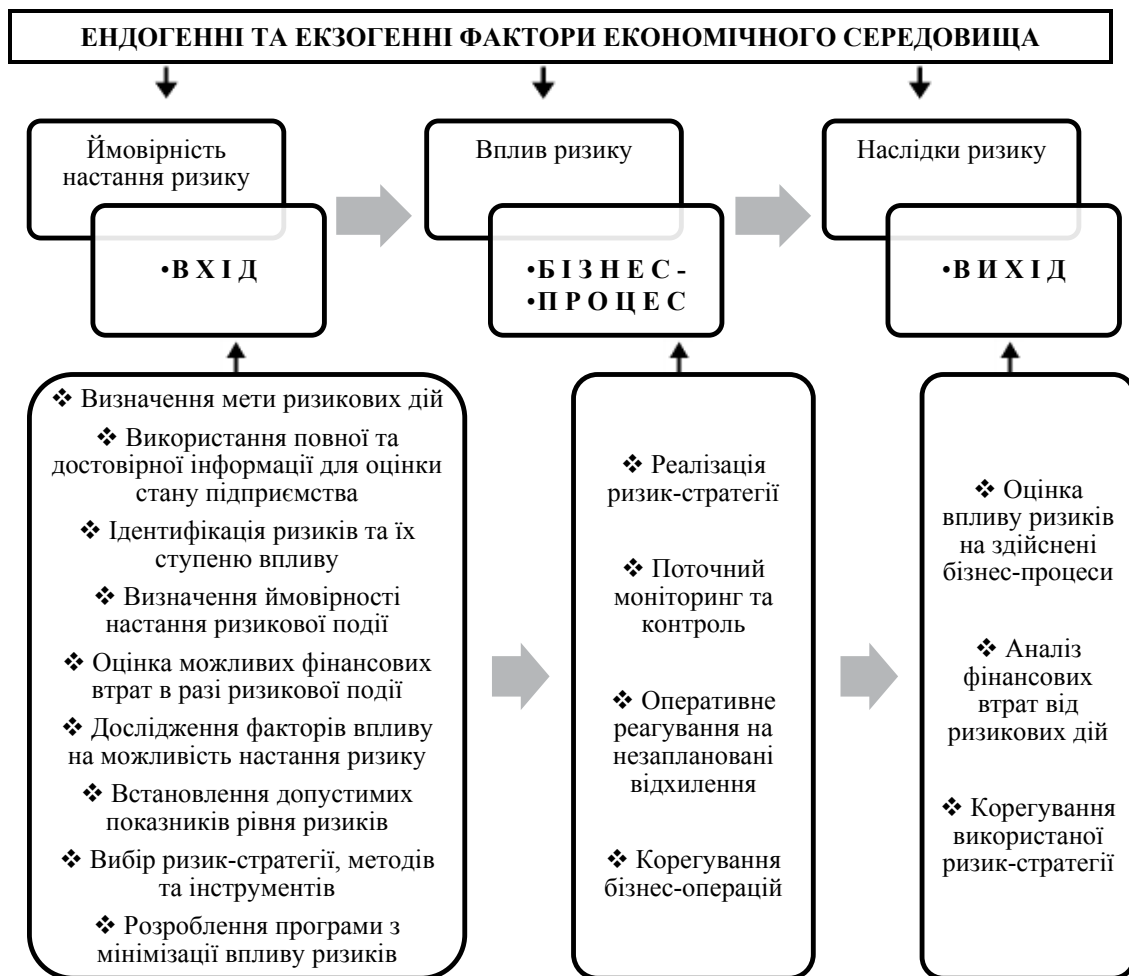 ЕНДОГЕННІ ТА ЕКЗОГЕННІ ФАКТОРИ ЕКОНОМІЧНОГО СЕРЕДОВИЩА
Ймовірність
настання ризику
•В Х І Д
Вплив ризику
•Б І З Н Е С -
•П Р О Ц Е С
Наслідки ризику
•В И Х І Д
❖ Визначення мети ризикових дій
❖ Використання повної та
достовірної інформації для оцінки
стану підприємства
❖ Ідентифікація ризиків та їх
ступеню впливу
❖ Визначення ймовірності
настання ризикової події
❖ Оцінка можливих фінансових
втрат в разі ризикової події
❖ Дослідження факторів впливу
на можливість настання ризику
❖ Встановлення допустимих
показників рівня ризиків
❖ Вибір ризик-стратегії, методів
та інструментів
❖ Розроблення програми з
мінімізації впливу ризиків
❖ Реалізація
ризик-стратегії
❖ Поточний
моніторинг та
контроль
❖ Оперативне
реагування на
незаплановані
відхилення
❖ Корегування
бізнес-операцій
❖ Оцінка
впливу ризиків
на здійснені
бізнес-процеси
❖ Аналіз
фінансових
втрат від
ризикових дій
❖ Корегування
використаної
ризик-стратегії